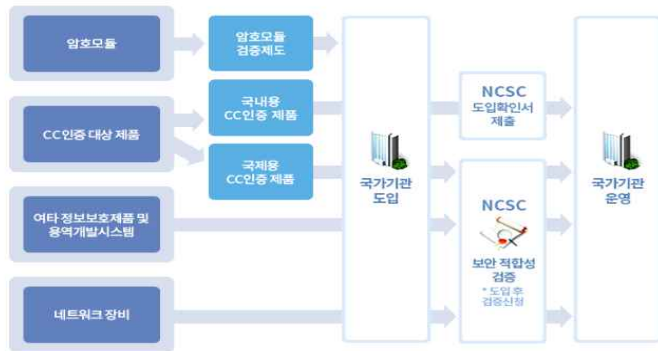 암호모듈
암호모듈
검증제도
CC인증 대상 제품
국내용
CC인증 제품
국제용
CC인증 제품
여타 정보보호제품 및
용역개발시스템
네트워크 장비
국가기관
도입
NCSC
도입확인서
제출
NCSC
보안 적합성
검증
* 도입 후
검증신청
국가기관
운영